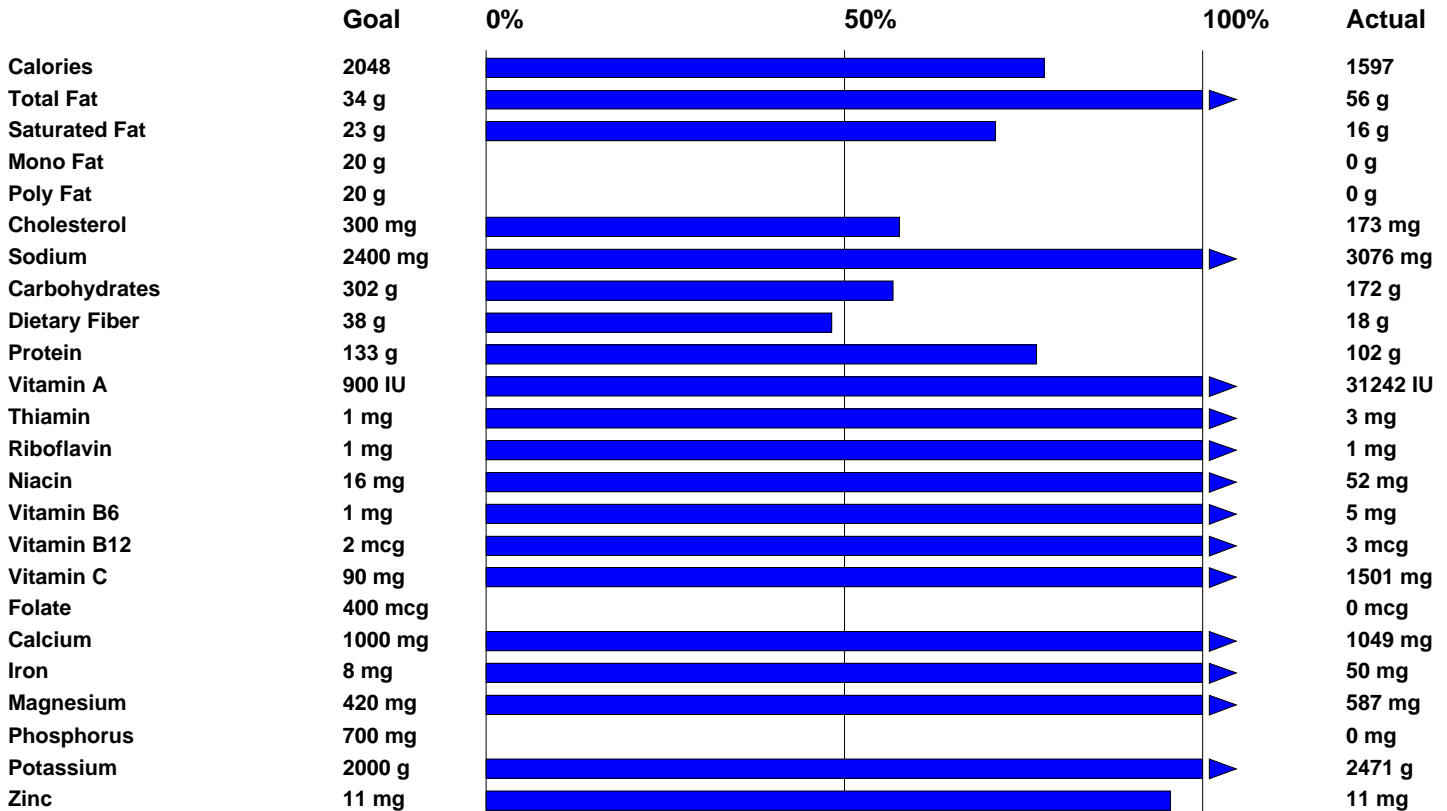 Goal 0% 50% 100% Actual
Calories 2048 1597
Total Fat 34 g 56 g
Saturated Fat 23 g 16 g
Mono Fat 20 g 0 g
Poly Fat 20 g 0 g
Cholesterol 300 mg 173 mg
Sodium 2400 mg 3076 mg
Carbohydrates 302 g 172 g
Dietary Fiber 38 g 18 g
Protein 133 g 102 g
Vitamin A 900 IU 31242 IU
Thiamin 1 mg 3 mg
Riboflavin 1 mg 1 mg
Niacin 16 mg 52 mg
Vitamin B6 1 mg 5 mg
Vitamin B12 2 mcg 3 mcg
Vitamin C 90 mg 1501 mg
Folate 400 mcg 0 mcg
Calcium 1000 mg 1049 mg
Iron 8 mg 50 mg
Magnesium 420 mg 587 mg
Phosphorus 700 mg 0 mg
Potassium 2000 g 2471 g
Zinc 11 mg 11 mg